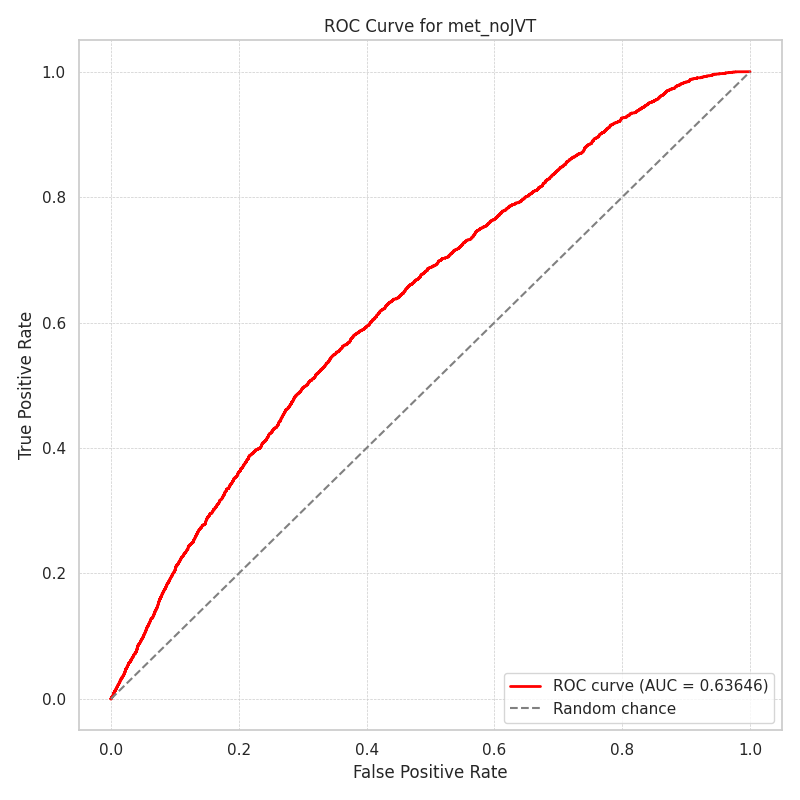 ROC Curve for met_noJVT
1.0
0.8
0.6
0.4
0.2
0.0
True Positive Rate
0.0 0.2 0.4 0.6 0.8 1.0
False Positive Rate
ROC curve (AUC = 0.63646)
Random chance